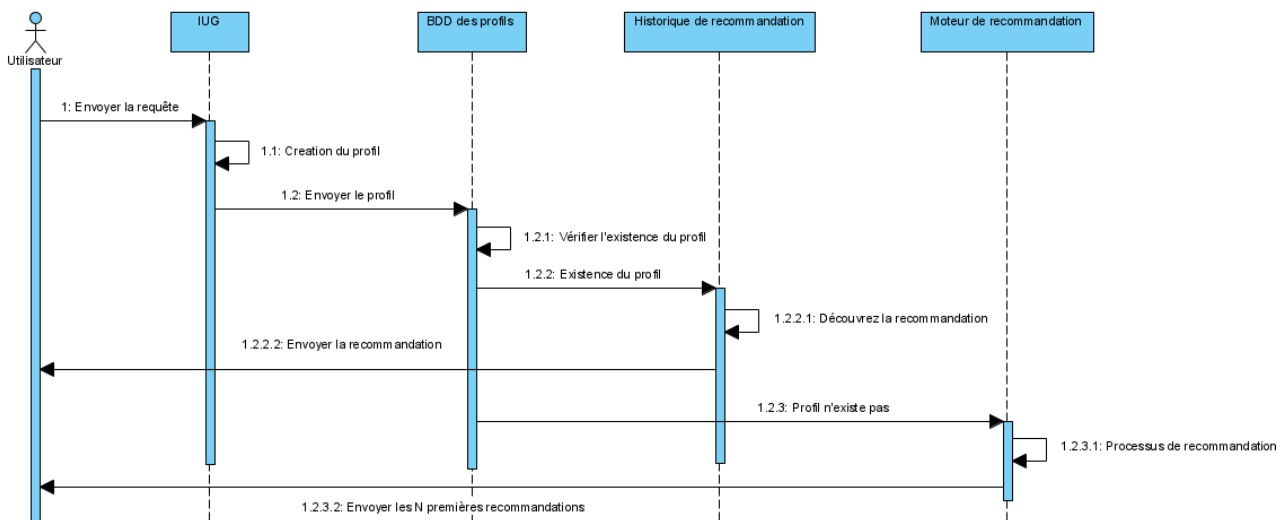 IUG
BDD des profils
Historique de recommandation
Moteur de recommandation
Utilisateur
1: Envoyer la requête
1.1: Creation du profil
1.2: Envoyer le profil
1.2.1: Vérifier l'existence du profil
1.2.2: Existence du profil
1.2.2.1: Découvrez la recommandation
1.2.2.2: Envoyer la recommandation
1.2.3: Profil n'existe pas
1.2.3.1: Processus de recommandation
1.2.3.2: Envoyer les N premières recommandations